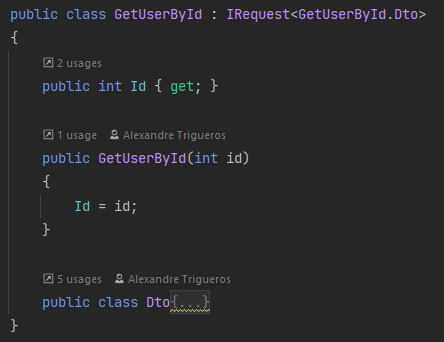 public class GetUserById : IRequest<GetUserById.Dto>
{
2 usages
public int Id { get; }
1 usage Alexandre Trigueros
public GetUserById(int id)
{
Id = id;
}
5 usages Alexandre Trigueros
public class Dto{...}
}